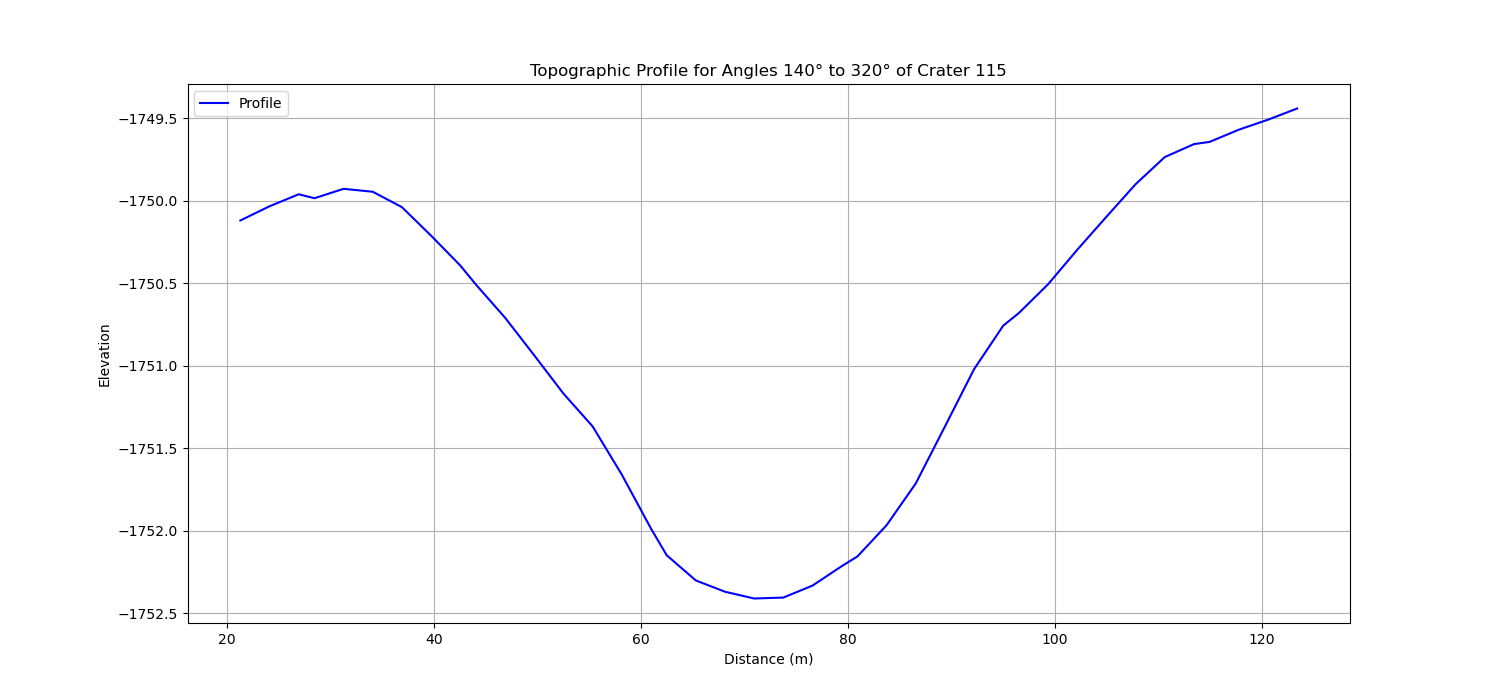 Topographic Profile for Angles 140° to 320° of Crater 115
Profile
−1749.5
−1750.0
−1750.5
−1751.0
−1751.5
−1752.0
−1752.5
Elevation
20 40 60 80 100 120
Distance (m)